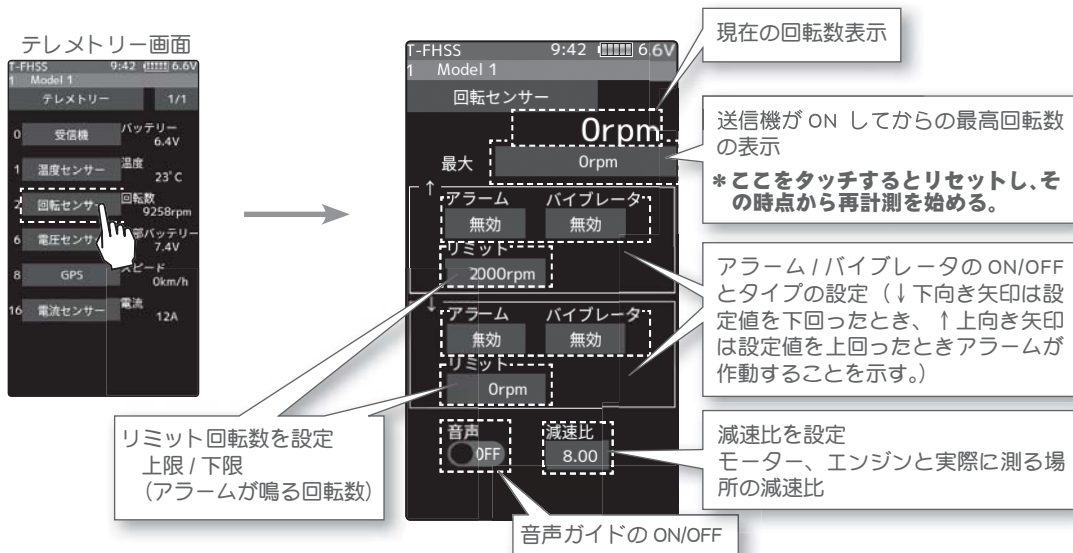 テレメトリー画面
T-FHSS 9:42 6.6V
1 Model 1
テレメトリー 1/1
0 受信機 バッテリー
6.4V
1 温度センサー 温度
23°C
2 回転センサー 回転数
9258rpm
6 電圧センサ 部バッテリー
7.4V
8 GPS スピード
0km/h
16 電流センサー 電流
12A
T-FHSS 9:42 6.6V
1 Model 1
回転センサー
0rpm
最大 0rpm
↑
アラーム バイブレータ
無効 無効
リミット
2000rpm
↓
アラーム バイブレータ
無効 無効
リミット
0rpm
音声 減速比
OFF 8.00
現在の回転数表示
送信機が ON してからの最高回転数
の表示
*ここをタッチするとリセットし、そ
の時点から再計測を始める。
アラーム / バイブレータの ON/OFF
とタイプの設定(↓下向き矢印は設
定値を下回ったとき、↑上向き矢印
は設定値を上回ったときアラームが
作動することを示す。)
減速比を設定
モーター、エンジンと実際に測る場
所の減速比
リミット回転数を設定
上限 / 下限
(アラームが鳴る回転数)
音声ガイドの ON/OFF